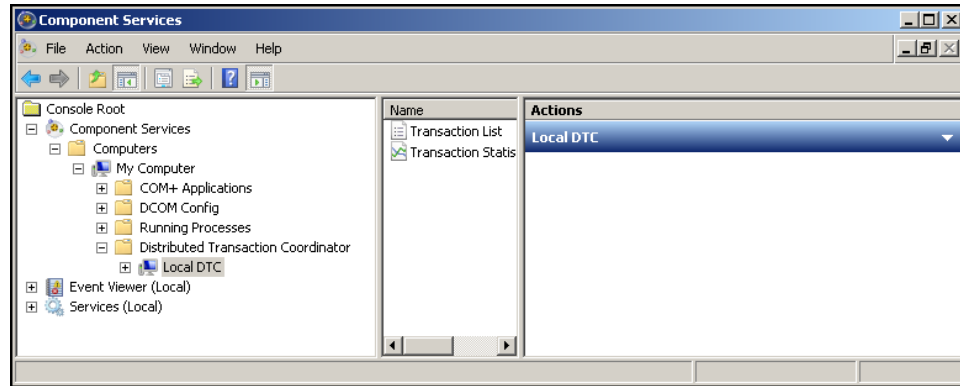 Component Services
File Action View Window Help
Console Root
Component Services
Computers
My Computer
COM+ Applications
DCOM Config
Running Processes
Distributed Transaction Coordinator
Local DTC
Event Viewer (Local)
Services (Local)
Name
Transaction List
Transaction Statis
Actions
Local DTC